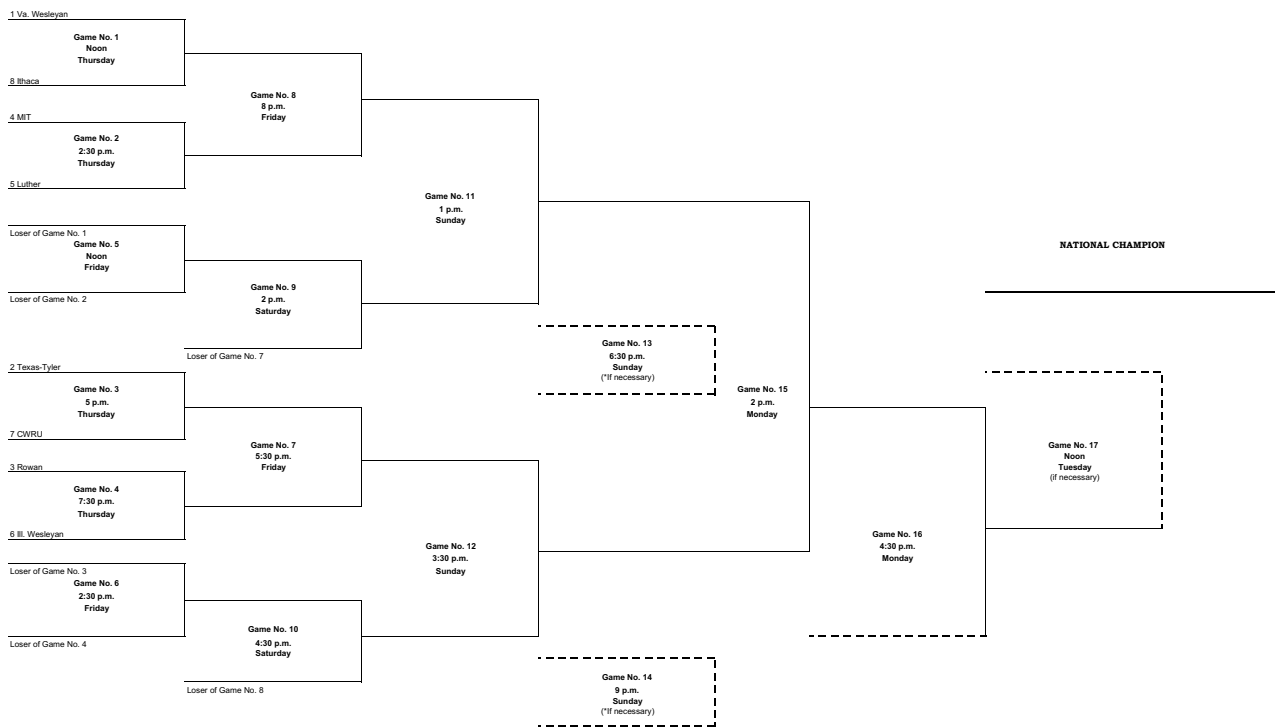 1 Va. Wesleyan
Game No. 1
Noon
Thursday
8 Ithaca
Game No. 8
8 p.m.
Friday
4 MIT
Game No. 2
2:30 p.m.
Thursday
5 Luther
Game No. 11
1 p.m.
Sunday
Loser of Game No. 1
Game No. 5
Noon
Friday
Loser of Game No. 2
Game No. 9
2 p.m.
Saturday
Loser of Game No. 7
NATIONAL CHAMPION
Game No. 13
6:30 p.m.
Sunday
(*If necessary)
Game No. 15
2 p.m.
Monday
2 Texas-Tyler
Game No. 3
5 p.m.
Thursday
7 CWRU
Game No. 7
5:30 p.m.
Friday
3 Rowan
Game No. 4
7:30 p.m.
Thursday
6 Ill. Wesleyan
Game No. 17
Noon
Tuesday
(if necessary)
Game No. 12
3:30 p.m.
Sunday
Game No. 16
4:30 p.m.
Monday
Loser of Game No. 3
Game No. 6
2:30 p.m.
Friday
Loser of Game No. 4
Game No. 10
4:30 p.m.
Saturday
Loser of Game No. 8
Game No. 14
9 p.m.
Sunday
(*If necessary)